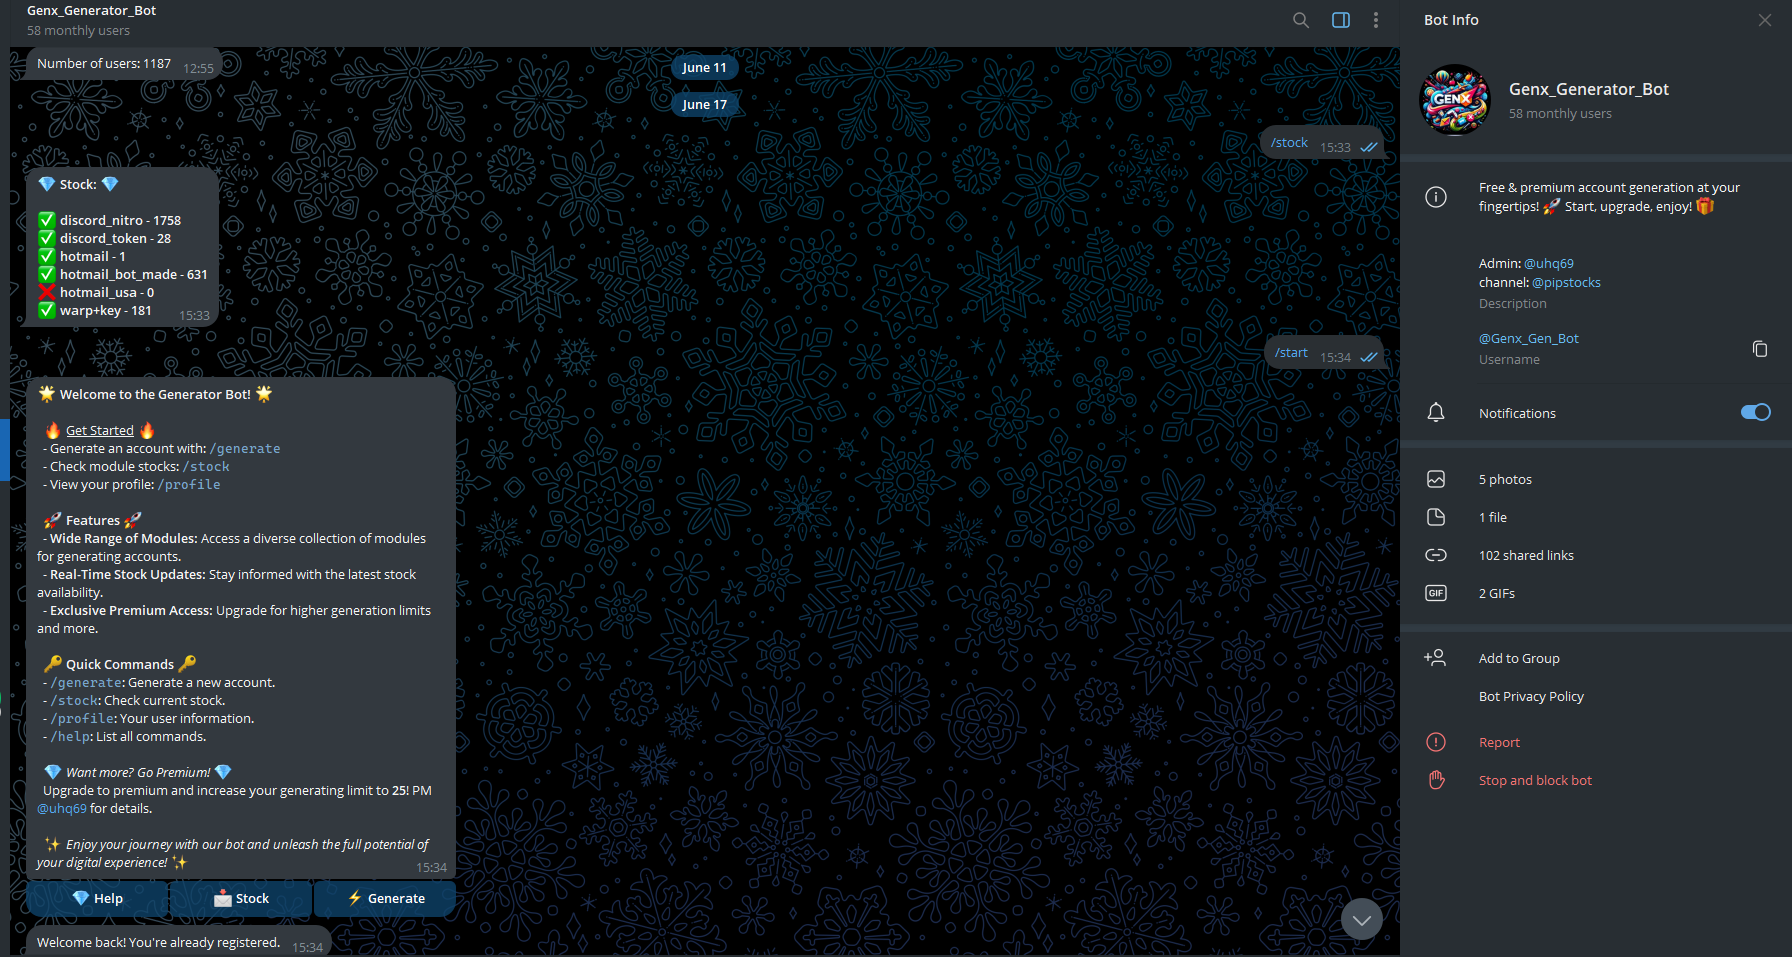 Genx_Generator_Bot
58 monthly users
Number of users: 1187 12:55
June 11
June 17
/stock 15:33
💎 Stock: 💎
✅ discord_nitro - 1758
✅ discord_token - 28
✅ hotmail - 1
✅ hotmail_bot_made - 631
❌ hotmail_usa - 0
✅ warp+key - 181 15:33
/start 15:34
🌟 Welcome to the Generator Bot! 🌟
🔥 Get Started 🔥
- Generate an account with: /generate
- Check module stocks: /stock
- View your profile: /profile
🚀 Features 🚀
- Wide Range of Modules: Access a diverse collection of modules
for generating accounts.
- Real-Time Stock Updates: Stay informed with the latest stock
availability.
- Exclusive Premium Access: Upgrade for higher generation limits
and more.
🔑 Quick Commands 🔑
- /generate: Generate a new account.
- /stock: Check current stock.
- /profile: Your user information.
- /help: List all commands.
💎 Want more? Go Premium! 💎
Upgrade to premium and increase your generating limit to 25! PM
@uhq69 for details.
✨ Enjoy your journey with our bot and unleash the full potential of
your digital experience! ✨ 15:34
💎 Help
📩 Stock
⚡ Generate
Welcome back! You're already registered. 15:34
Bot Info
GENX
Genx_Generator_Bot
58 monthly users
Free & premium account generation at your
fingertips! 🚀 Start, upgrade, enjoy! 🎁
Admin: @uhq69
channel: @pipstocks
Description
@Genx_Gen_Bot
Username
Notifications
5 photos
1 file
102 shared links
GIF 2 GIFs
Add to Group
Bot Privacy Policy
Report
Stop and block bot